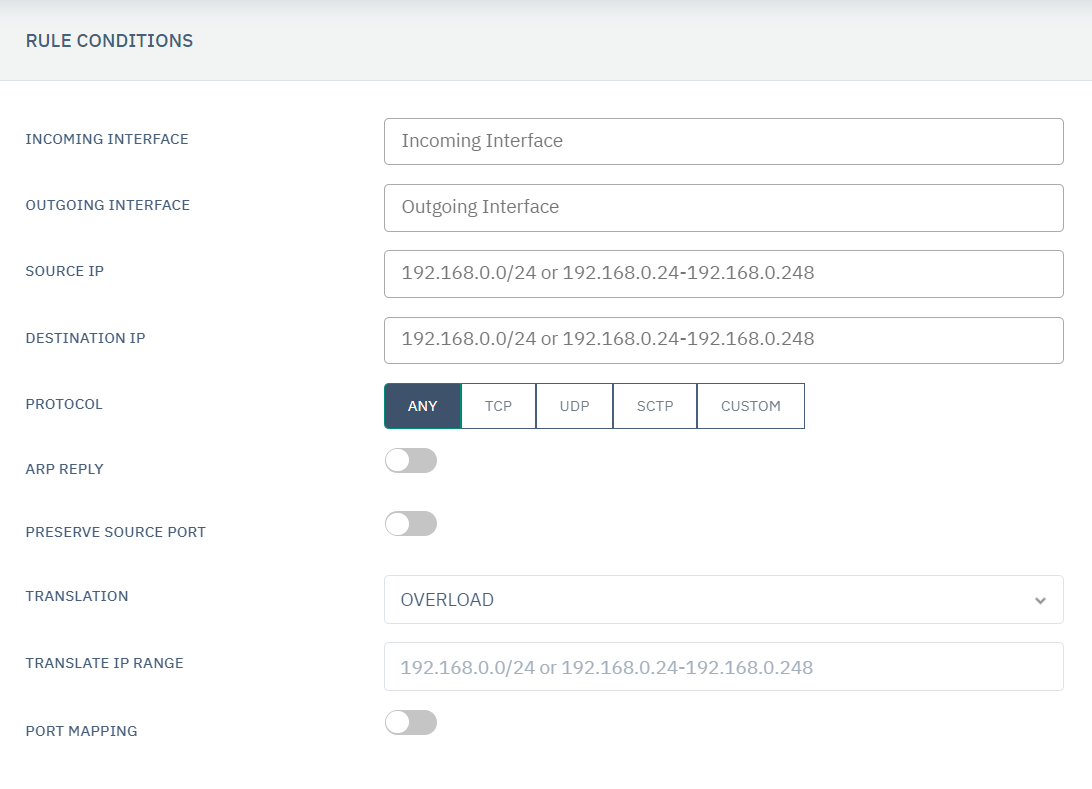 RULE CONDITIONS
INCOMING INTERFACE
Incoming Interface
OUTGOING INTERFACE
Outgoing Interface
SOURCE IP
192.168.0.0/24 or 192.168.0.24-192.168.0.248
DESTINATION IP
192.168.0.0/24 or 192.168.0.24-192.168.0.248
PROTOCOL
ANY TCP UDP SCTP CUSTOM
ARP REPLY
PRESERVE SOURCE PORT
TRANSLATION
OVERLOAD
TRANSLATE IP RANGE
192.168.0.0/24 or 192.168.0.24-192.168.0.248
PORT MAPPING